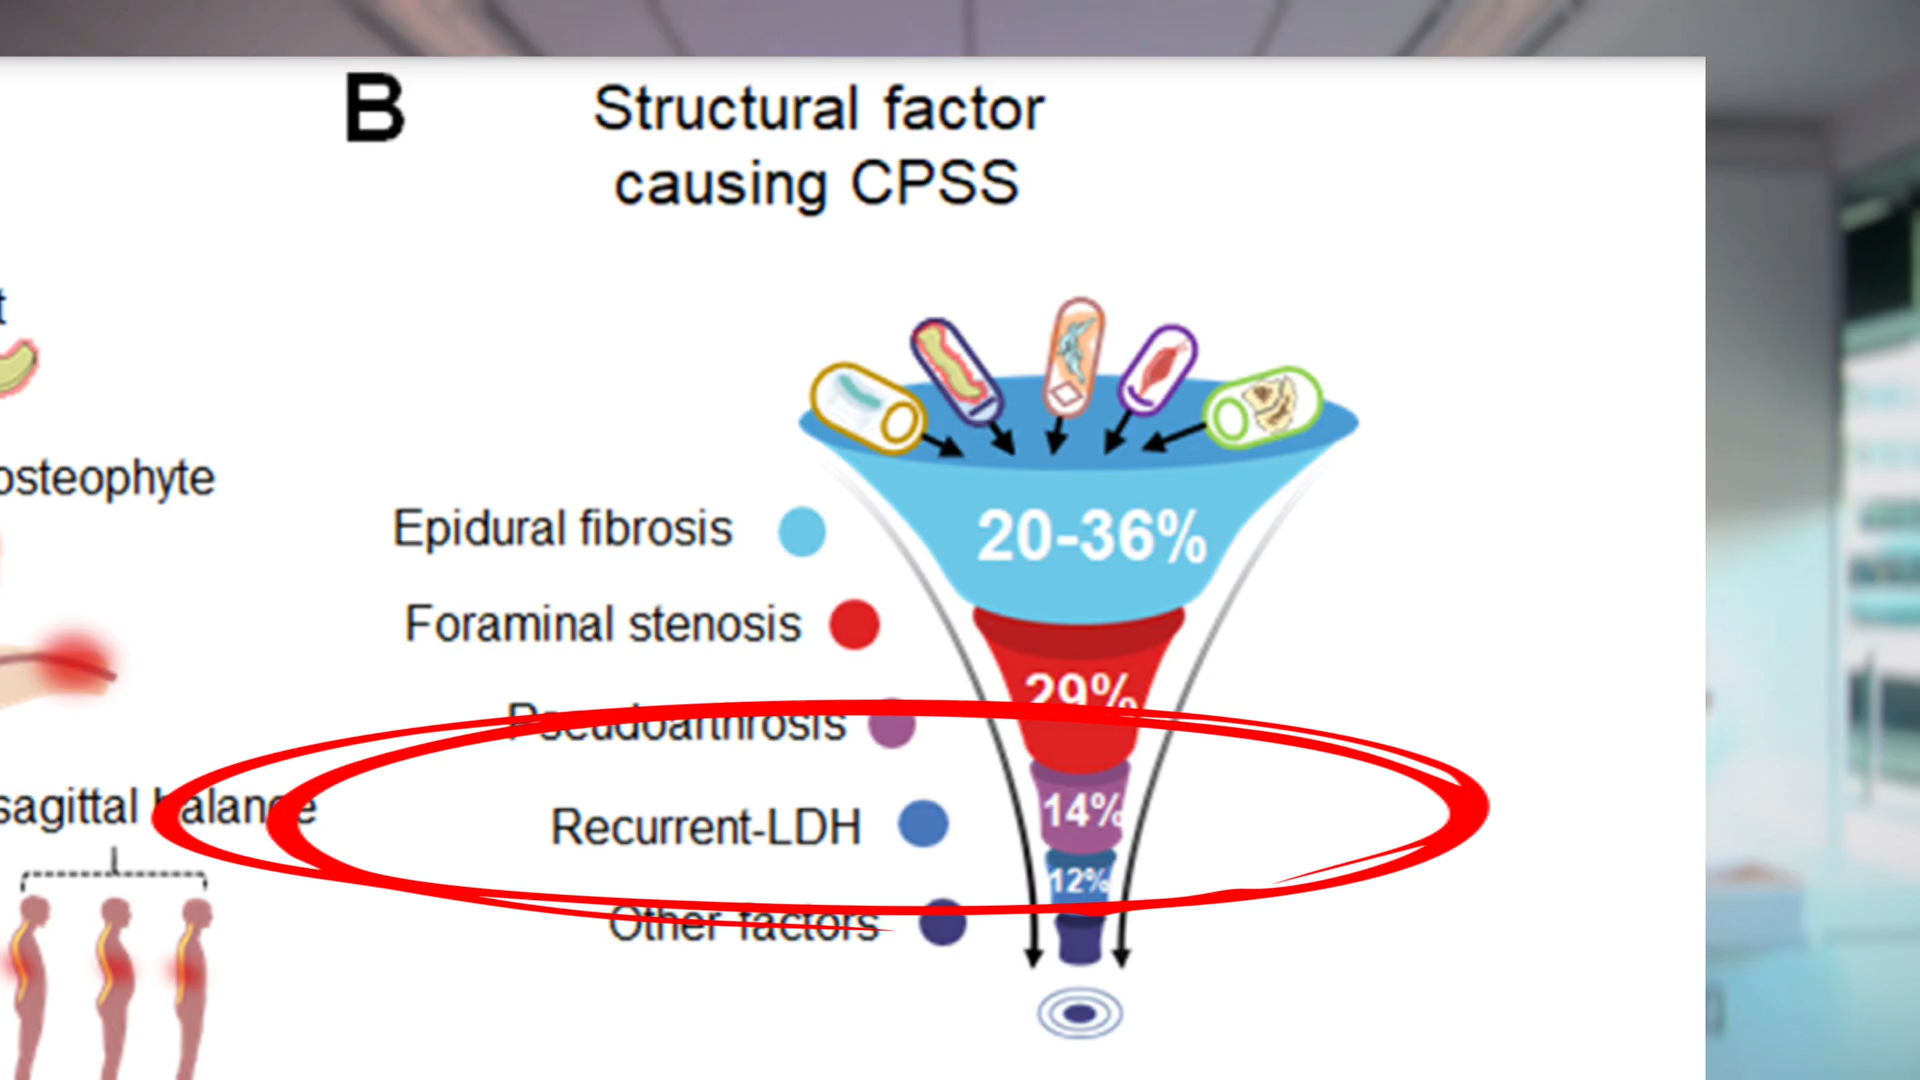 B
Structural factor
causing CPSS
t
osteophyte
sagittal balance
Epidural fibrosis
20-36%
Foraminal stenosis
29%
Pseudoarthrosis
14%
Recurrent-LDH
12%
Other factors